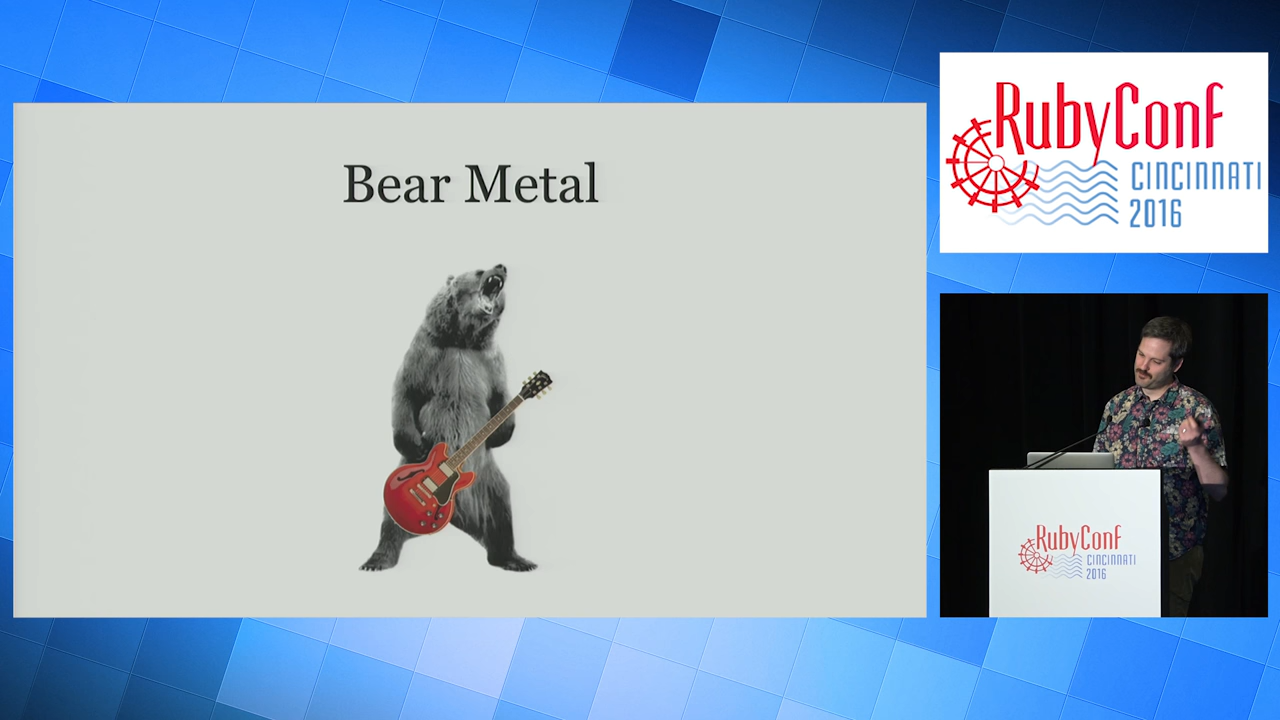 Bear Metal
RubyConf
CINCINNATI
2016
RubyConf
CINCINNATI
2016